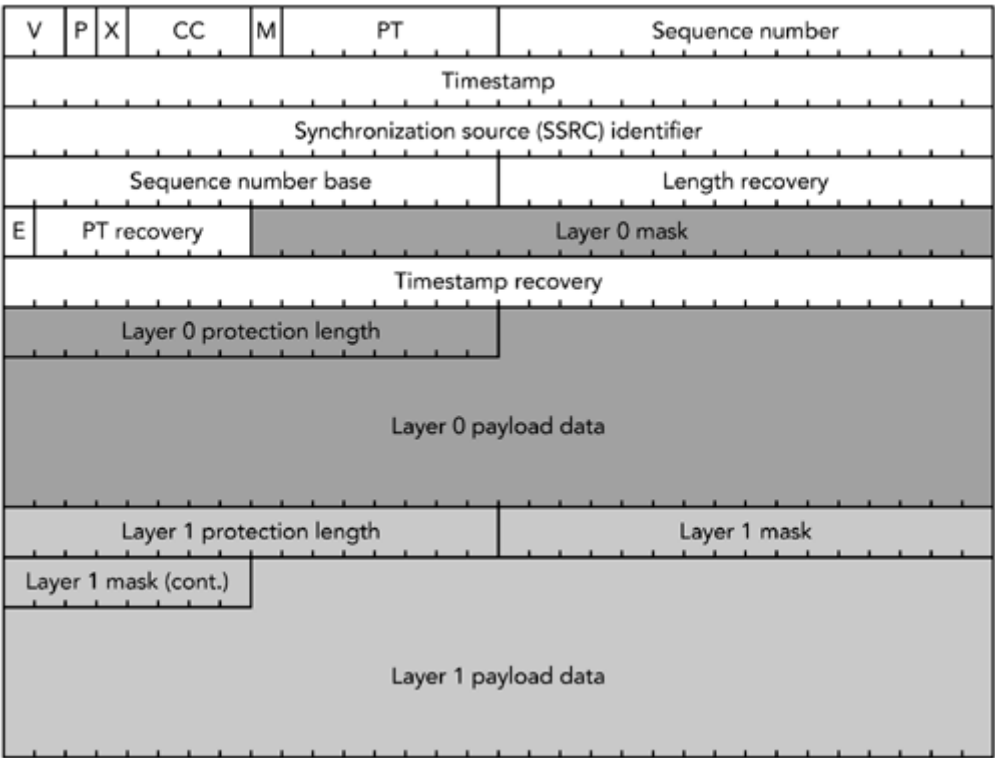 V P X CC M PT Sequence number
Timestamp
Synchronization source (SSRC) identifier
Sequence number base Length recovery
E PT recovery Layer 0 mask
Timestamp recovery
Layer 0 protection length
Layer 0 payload data
Layer 1 protection length Layer 1 mask
Layer 1 mask (cont.)
Layer 1 payload data